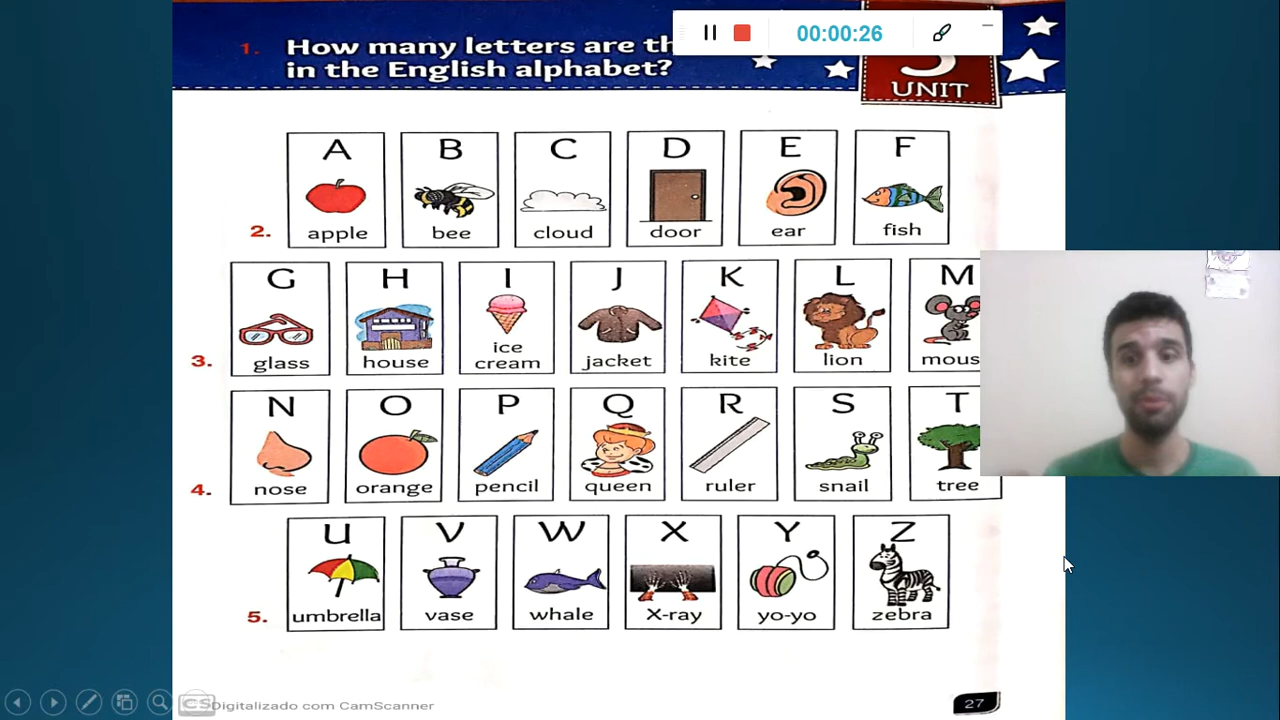 00:00:26
1. How many letters are th
in the English alphabet?
UNIT
A B C D E F
2. apple bee cloud door ear fish
G H I J K L M
ice
3. glass house cream jacket kite lion mous
N O P Q R S T
4. nose orange pencil queen ruler snail tree
U V W X Y Z
5. umbrella vase whale X-ray yo-yo zebra
CS Digitalizado com CamScanner
27